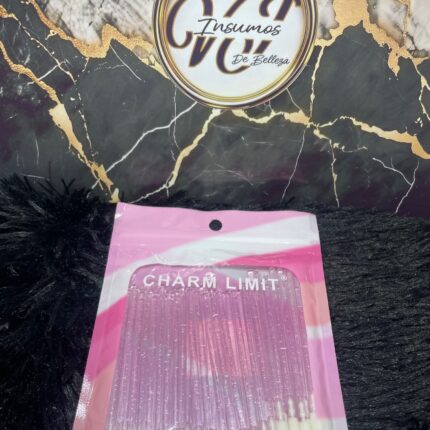 Insumos
De Belleza
CHARM LIMIT®